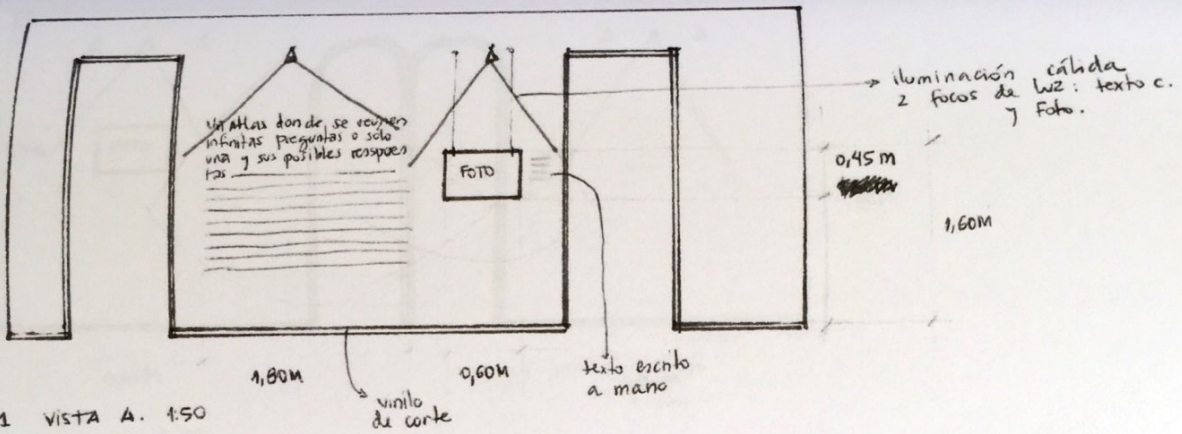 Un Atlas donde se reunen
infinitas preguntas o solo
una y sus posibles respues
tas
FOTO
iluminación cálida
2 focos de luz: texto c.
y Foto.
0,45 m
1,60M
1,80M
0,60M
texto escrito
a mano
vinilo
de corte
1 VISTA A. 1:50